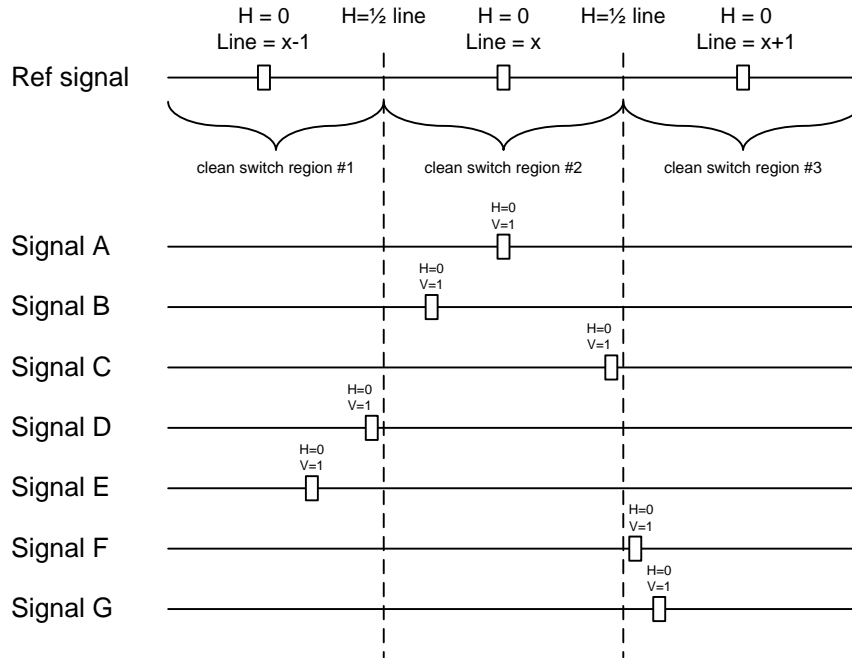 H = 0 H=½ line H = 0 H=½ line H = 0
Line = x-1 Line = x Line = x+1
Ref signal
clean switch region #1 clean switch region #2 clean switch region #3
H=0
V=1
Signal A
H=0
V=1
Signal B
H=0
V=1
Signal C
H=0
V=1
Signal D
H=0
V=1
Signal E
H=0
V=1
Signal F
H=0
V=1
Signal G